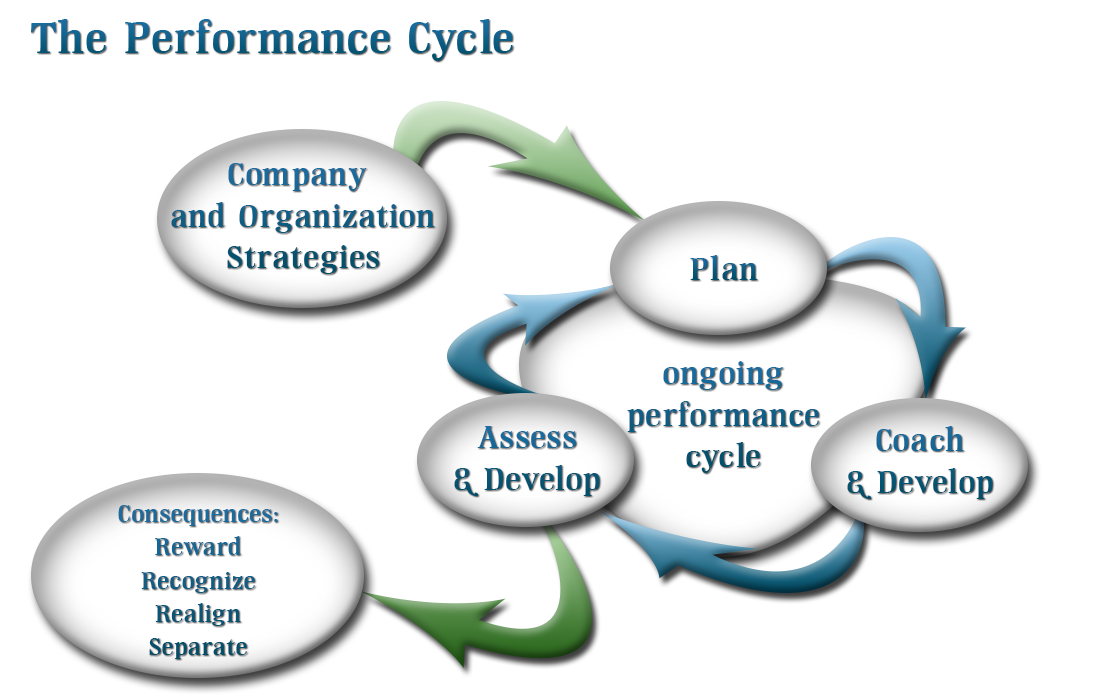 The Performance Cycle
Company
and Organization
Strategies
Plan
ongoing
performance
cycle
Assess
& Develop
Coach
& Develop
Consequences:
Reward
Recognize
Realign
Separate